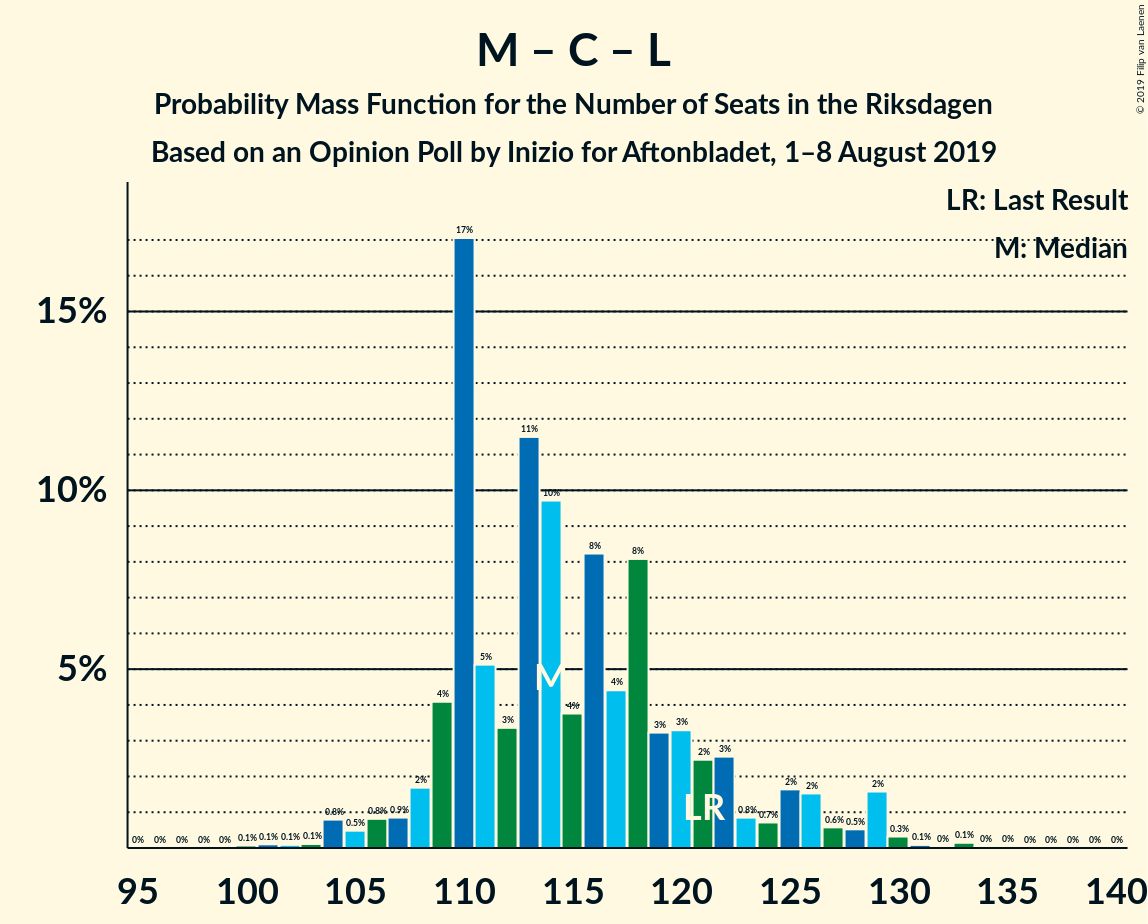 M – C – L
Probability Mass Function for the Number of Seats in the Riksdagen
Based on an Opinion Poll by Inizio for Aftonbladet, 1–8 August 2019
© 2019 Filip van Laenen
LR: Last Result
M: Median
15%
10%
5%
0% 0% 0% 0% 0% 0.1% 0.1% 0.1% 0.1% 0.8% 0.5% 0.8% 0.9% 2% 4% 17% 5% 3% 11% 10% 4% 8% 4% 8% 3% 3% 2% 3% 0.8% 0.7% 2% 2% 0.6% 0.5% 2% 0.3% 0.1% 0% 0.1% 0% 0% 0% 0% 0% 0% 0%
M
LR
95 100 105 110 115 120 125 130 135 140